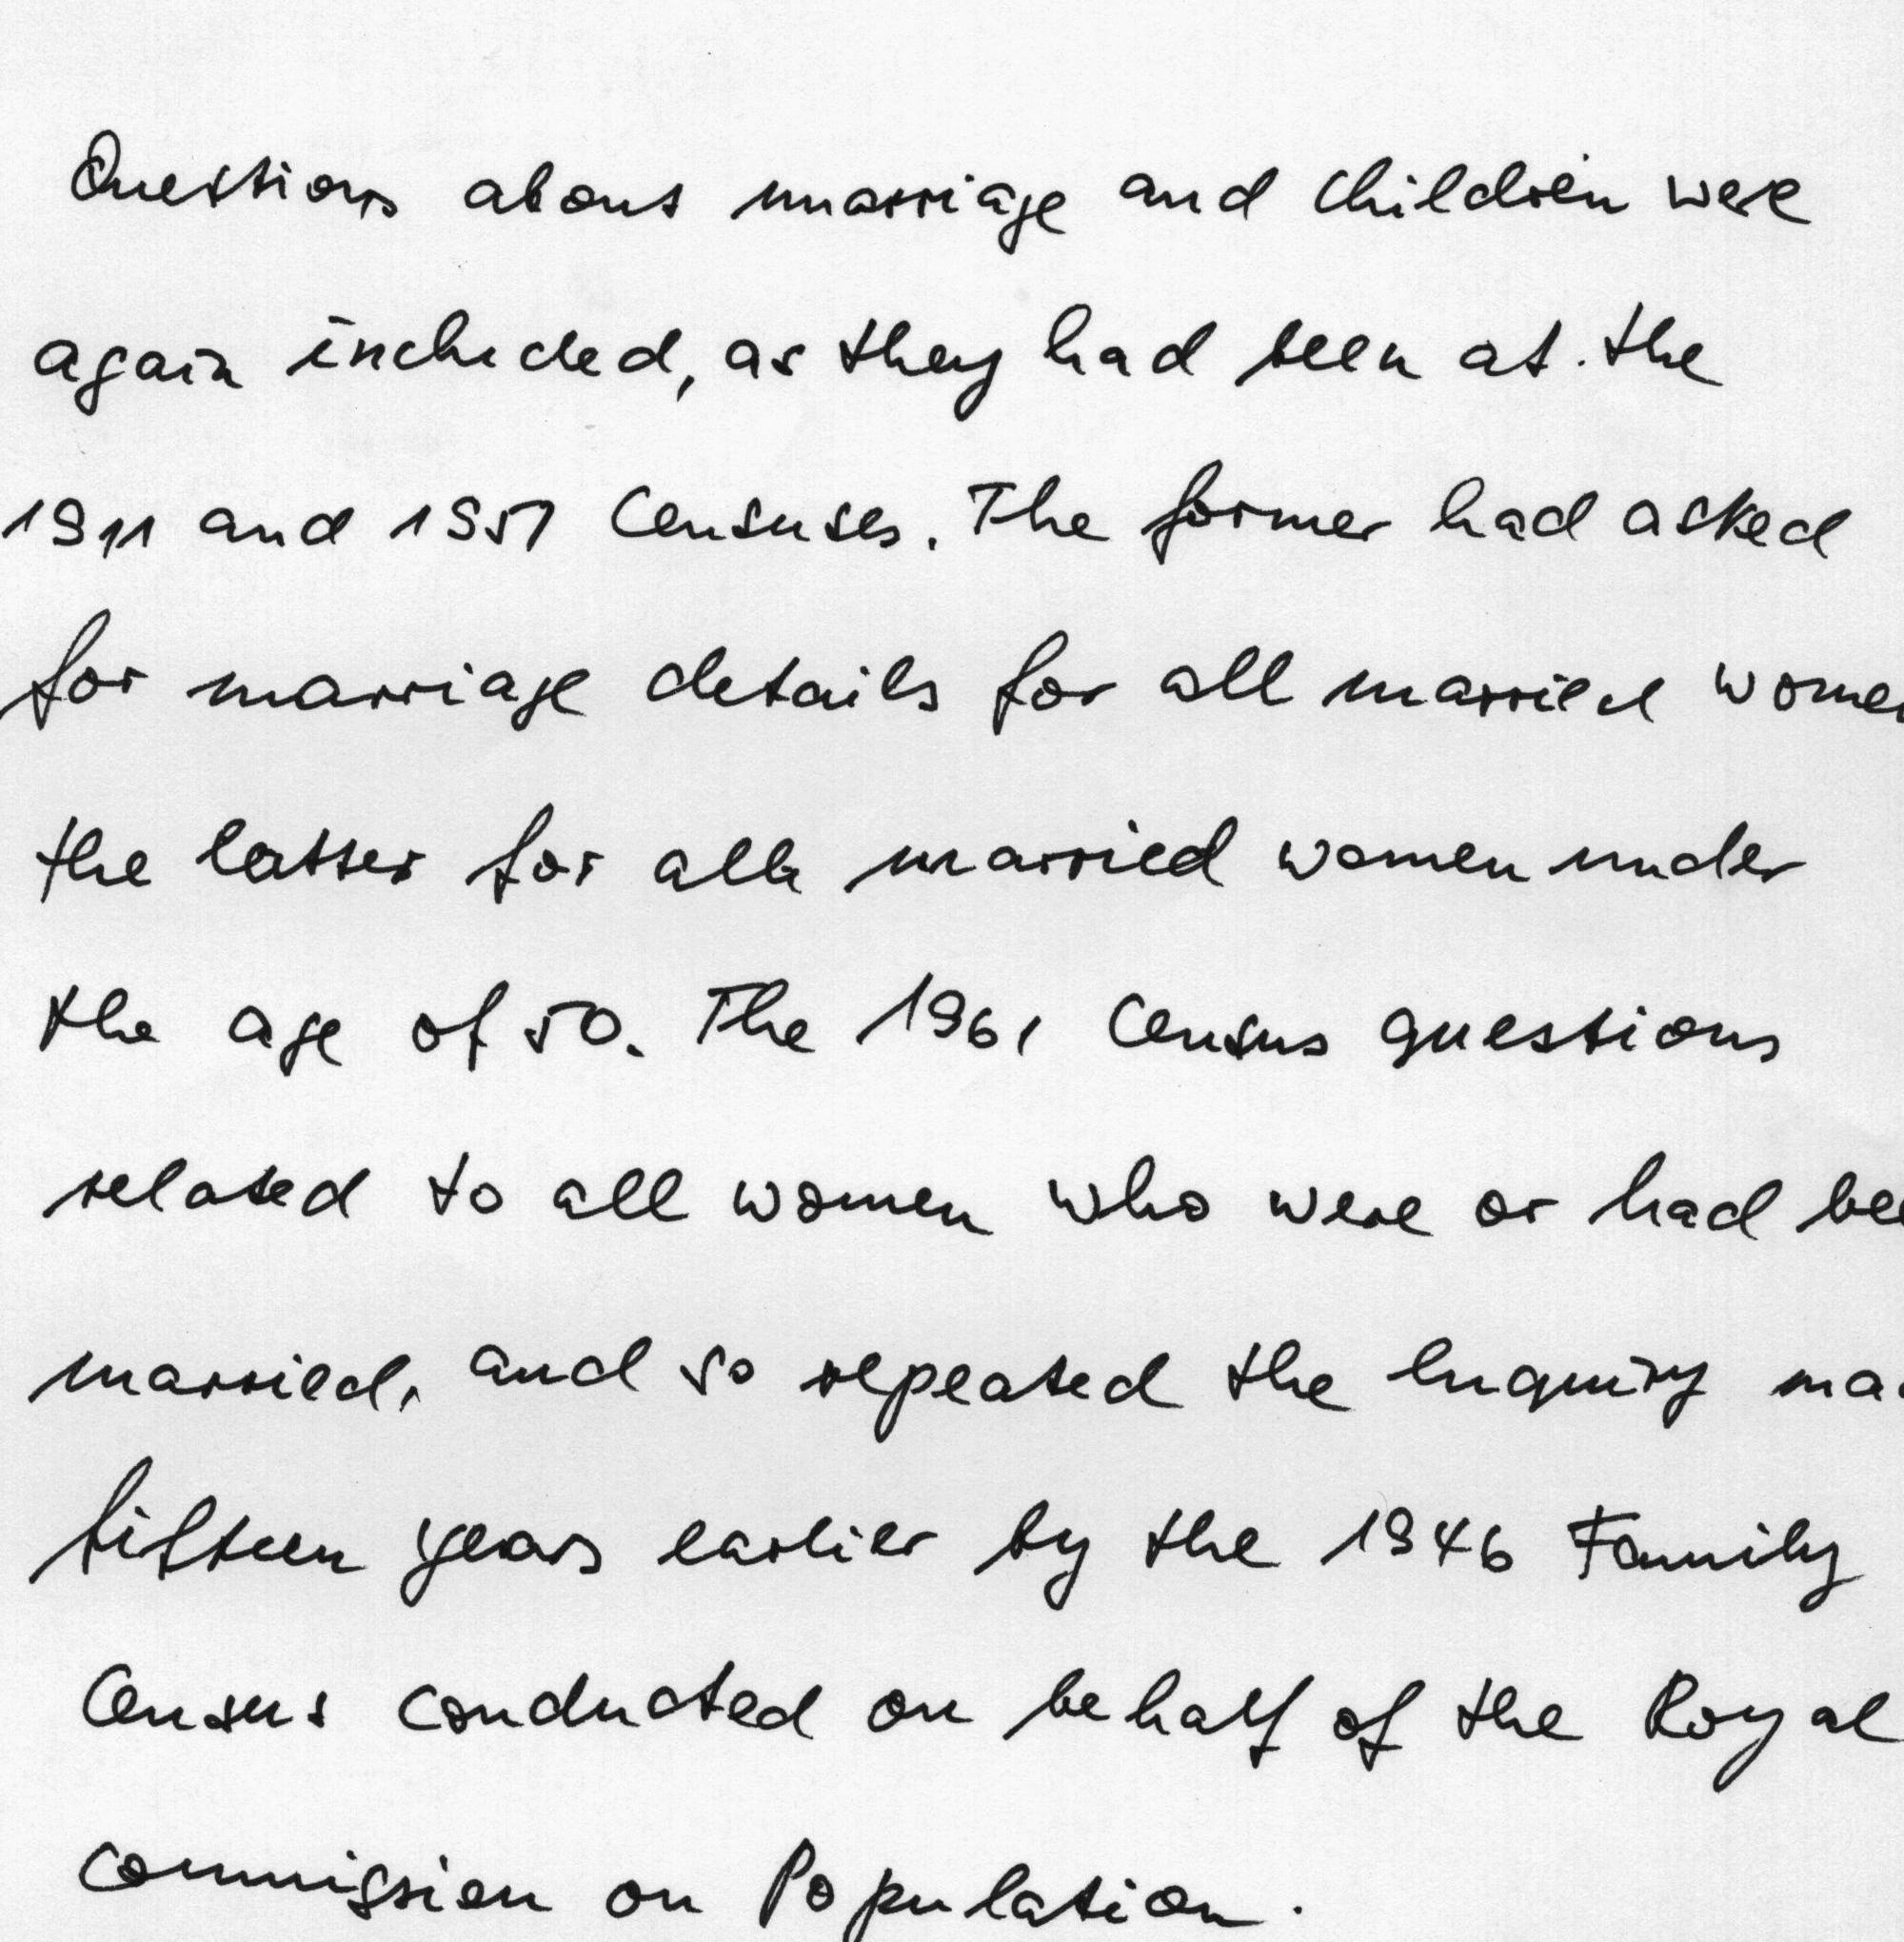 Questions about marriage and children were
again included, as they had been at the
1911 and 1951 Censuses. The former had asked
for marriage details for all married women
the latter for all married women under
the age of 50. The 1961 Census questions
related to all women who were or had bee
married, and so repeated the Inquiry ma
fifteen years earlier by the 1946 Family
Census conducted on behalf of the Royal
Commission on Population.